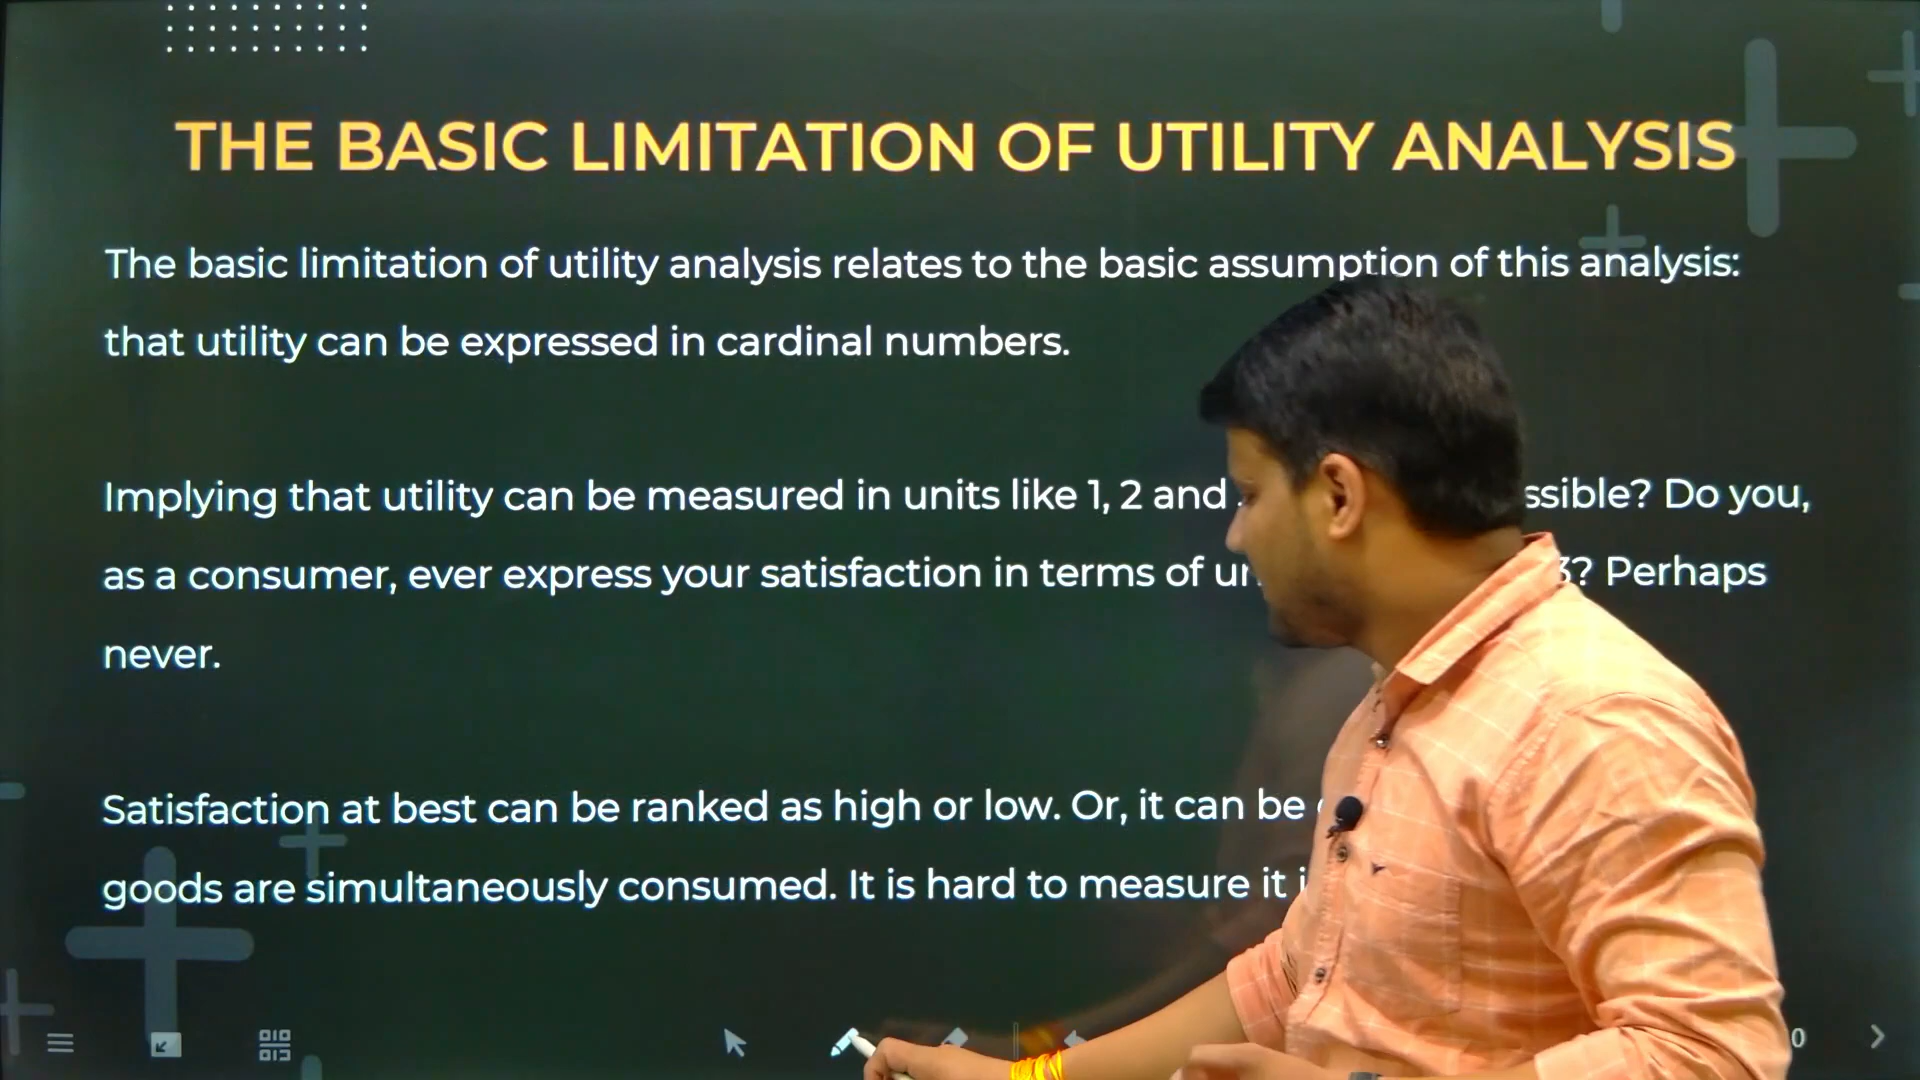 THE BASIC LIMITATION OF UTILITY ANALYSIS
The basic limitation of utility analysis relates to the basic assumption of this analysis:
that utility can be expressed in cardinal numbers.
Implying that utility can be measured in units like 1, 2 and Do you,
as a consumer, ever express your satisfaction in terms of 3? Perhaps
never.
Satisfaction at best can be ranked as high or low. Or, it can be
goods are simultaneously consumed. It is hard to measure it